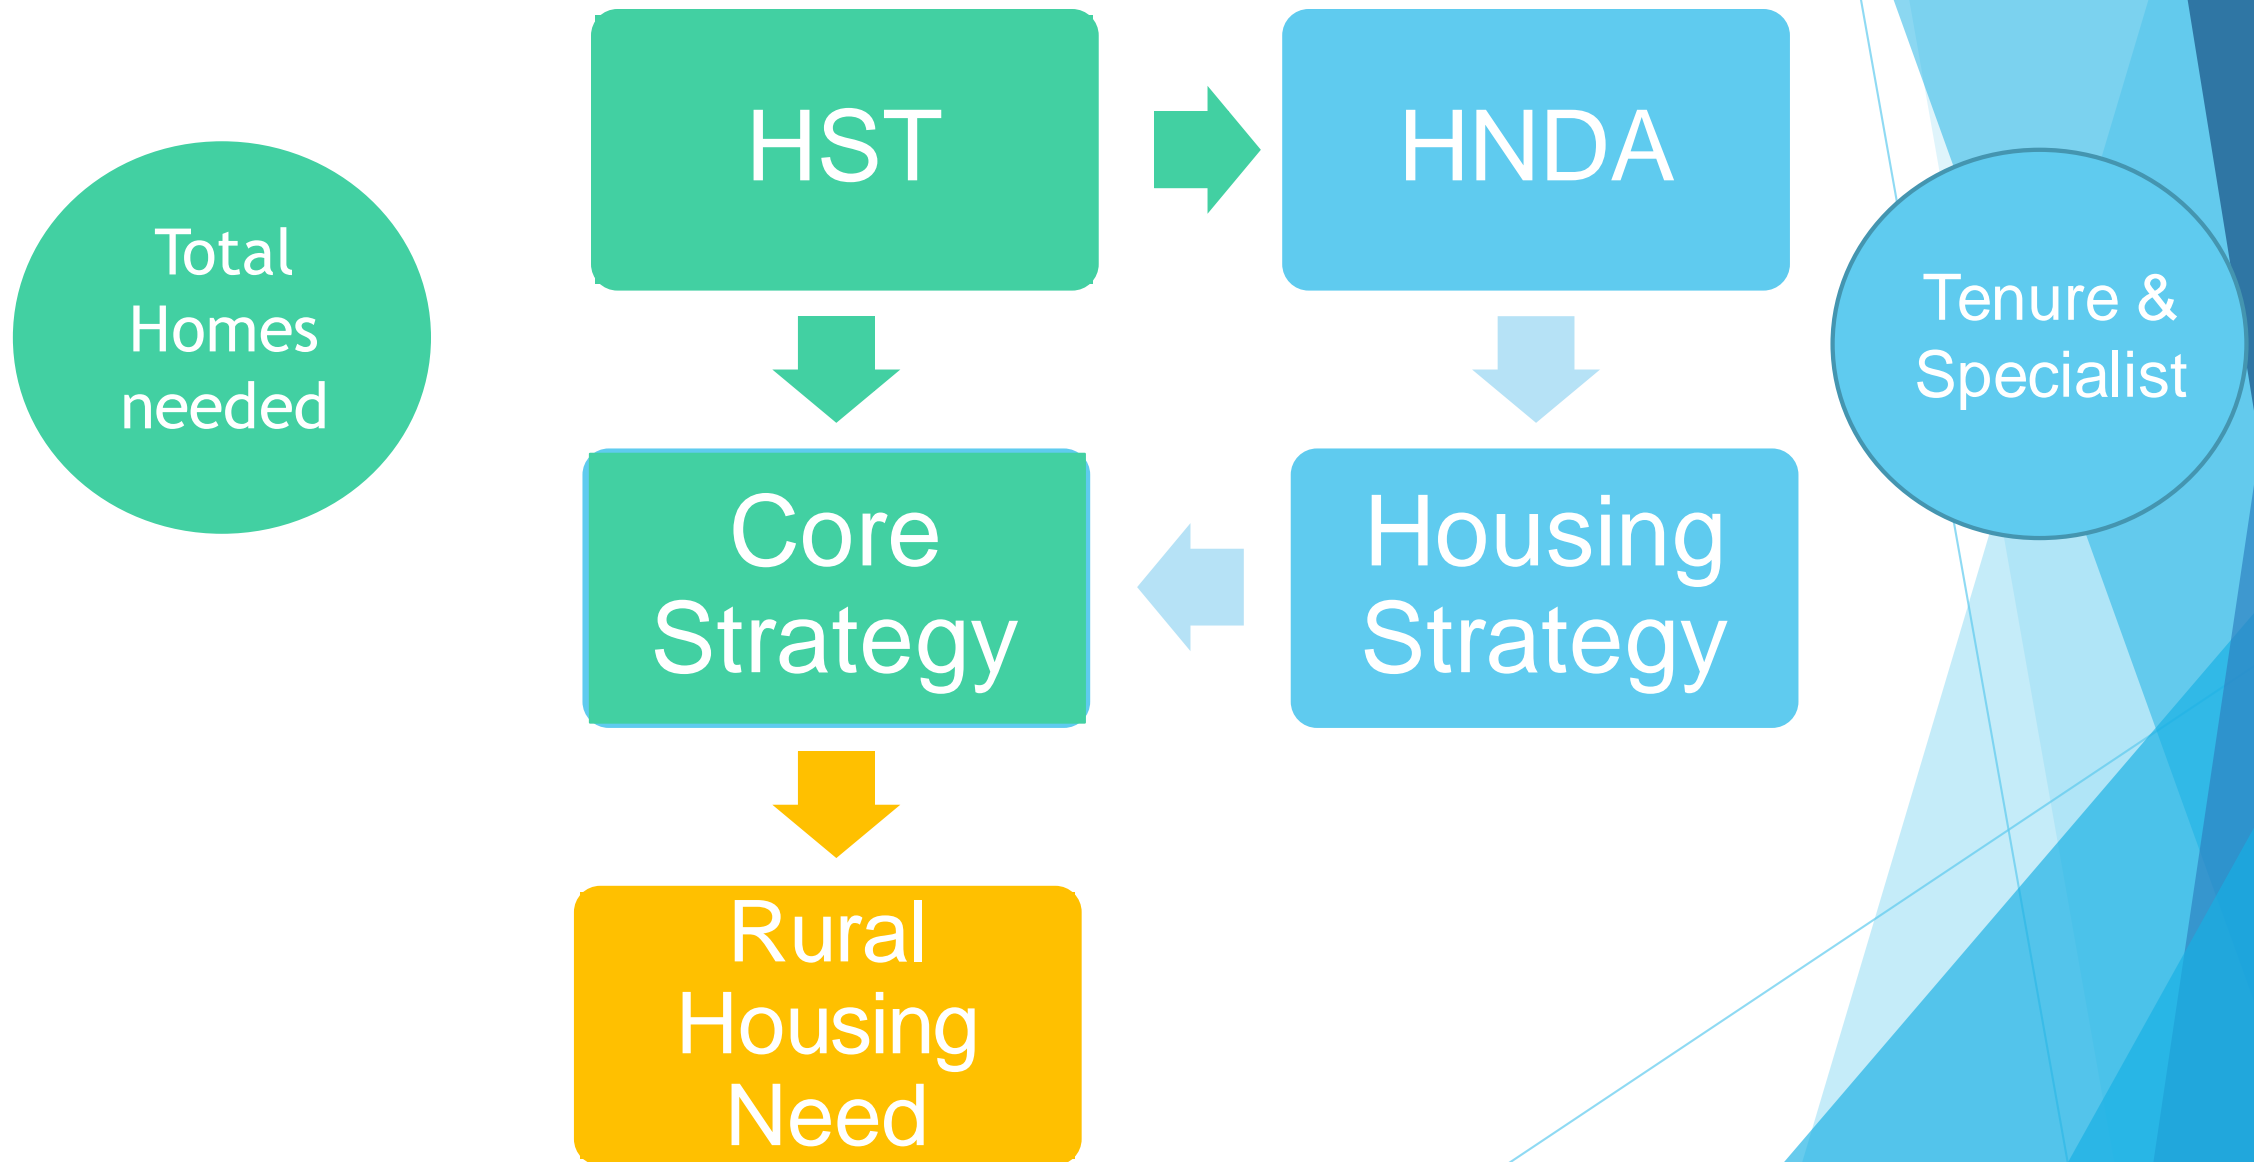 HST
HNDA
Total
Homes
needed
Tenure &
Specialist
Core
Strategy
Housing
Strategy
Rural
Housing
Need